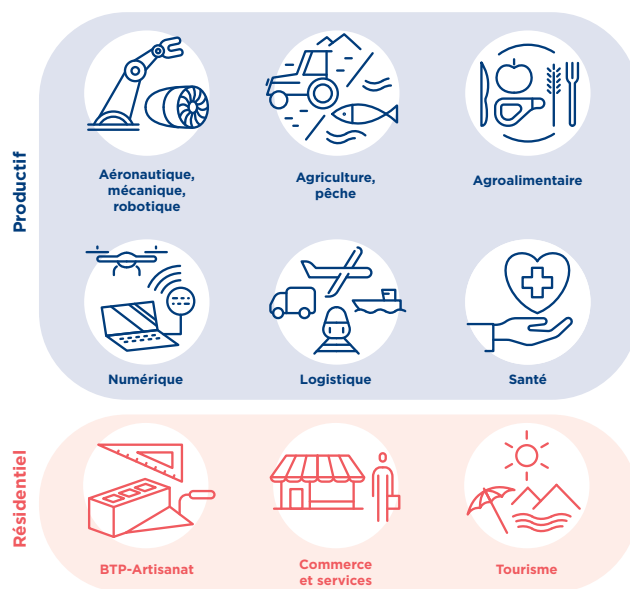 Productif
Aéronautique,
mécanique,
robotique
Agriculture,
pêche
Agroalimentaire
Numérique
Logistique
Santé
Résidentiel
BTP-Artisanat
Commerce
et services
Tourisme